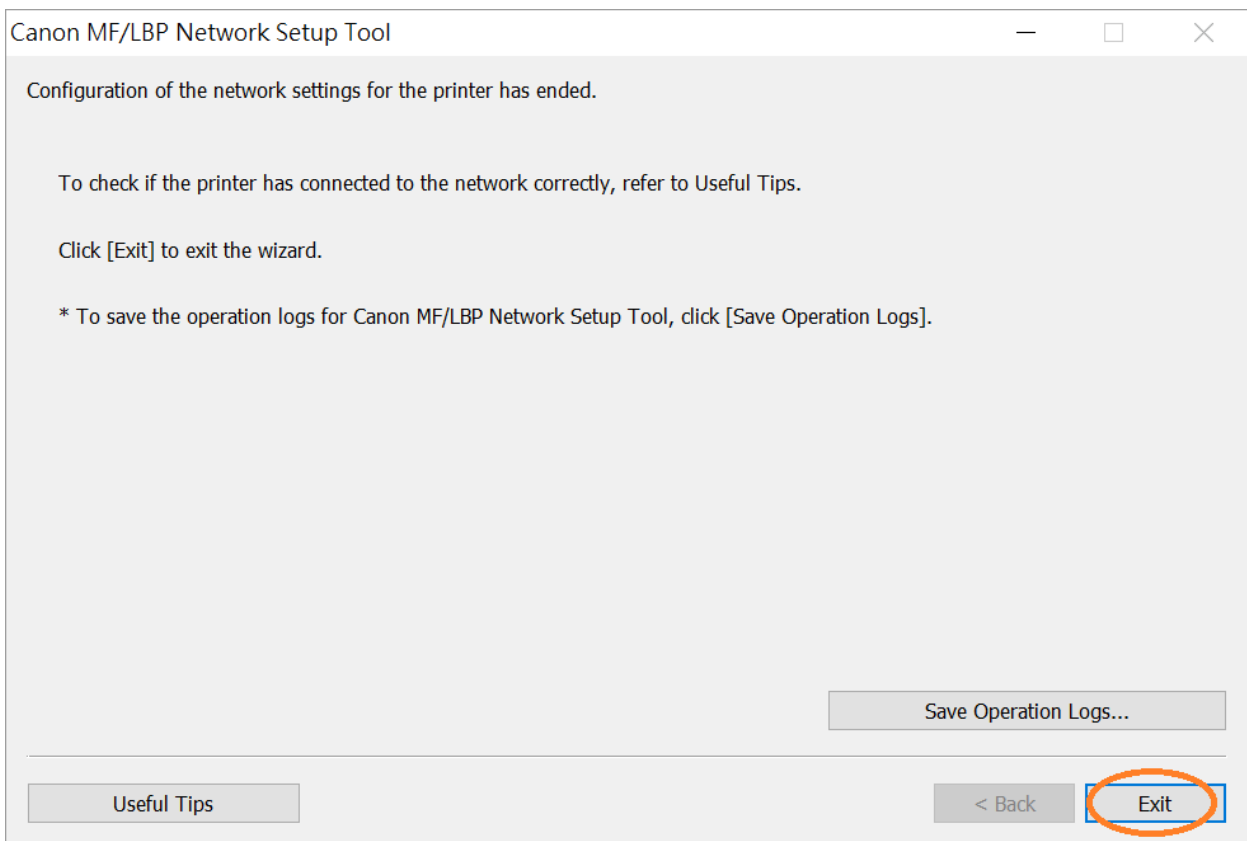 Canon MF/LBP Network Setup Tool
Configuration of the network settings for the printer has ended.
To check if the printer has connected to the network correctly, refer to Useful Tips.
Click [Exit] to exit the wizard.
* To save the operation logs for Canon MF/LBP Network Setup Tool, click [Save Operation Logs].
Save Operation Logs...
Useful Tips
< Back
Exit